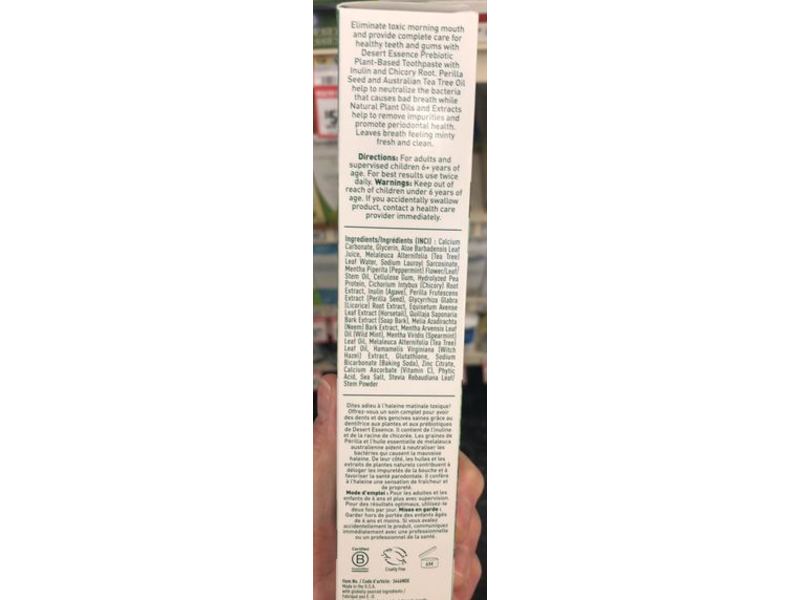 Eliminate toxic morning mouth
and provide complete care for
healthy teeth and gums with
Desert Essence Prebiotic
Plant-Based Toothpaste with
Inulin and Chicory Root. Perilla
Seed and Australian Tea Tree Oil
help to neutralize the bacteria
that causes bad breath while
Natural Plant Oils and Extracts
help to remove impurities and
promote periodontal health.
Leaves breath feeling minty
fresh and clean.
Directions: For adults and
supervised children 6+ years of
age. For best results use twice
daily. Warnings: Keep out of
reach of children under 6 years of
age. If you accidentally swallow
product, contact a health care
provider immediately.
Ingredients/Ingrédients (INCI) : Calcium
Carbonate, Glycerin, Aloe Barbadensis Leaf
Juice, Melaleuca Alternifolia (Tea Tree)
Leaf Water, Sodium Lauroyl Sarcosinate,
Mentha Piperita (Peppermint) Flower/Leaf/
Stem Oil, Cellulose Gum, Hydrolyzed Pea
Protein, Cichorium Intybus (Chicory) Root
Extract, Inulin (Agave), Perilla Frutescens
Extract (Perilla Seed), Glycyrrhiza Glabra
(Licorice) Root Extract, Equisetum Avense
Leaf Extract (Horsetail), Quillaja Saponaria
Bark Extract (Soap Bark), Melia Azadirachta
(Neem) Bark Extract, Mentha Arvensis Leaf
Oil (Wild Mint), Mentha Viridis (Spearmint)
Leaf Oil, Melaleuca Alternifolia (Tea Tree)
Leaf Oil, Hamamelis Virginiana (Witch
Hazel) Extract, Glutathione, Sodium
Bicarbonate (Baking Soda), Zinc Citrate,
Calcium Ascorbate (Vitamin C), Phytic
Acid, Sea Salt, Stevia Rebaudiana Leaf/
Stem Powder
Dites adieu à l'haleine matinale toxique!
Offrez-vous un soin complet pour avoir
des dents et des gencives saines grâce au
dentifrice aux plantes et aux prébiotiques
de Desert Essence. Il contient de l'inuline
et de la racine de chicorée. Les graines de
Périlla et l'huile essentielle de melaleuca
australienne aident à neutraliser les
bactéries qui causent la mauvaise
haleine. De leur côté, les huiles et les
extraits de plantes naturels contribuent à
déloger les impuretés de la bouche et à
favoriser la santé parodontale. Il confère
à l'haleine une sensation de fraîcheur et
de propreté.
Mode d'emploi : Pour les adultes et les
enfants de 6 ans et plus avec supervision.
Pour des résultats optimaux, utilisez-le
deux fois par jour. Mises en garde :
Garder hors de portée des enfants âgés
de 6 ans et moins. Si vous avalez
accidentellement le produit, communiquez
immédiatement avec une professionnelle
ou un professionnel de la santé.
Certified
B
Cruelty Free
Item No. / Code d'article :
Made in the U.S.A.
with globally sourced ingredients /
Fabriqué aux É.-U.